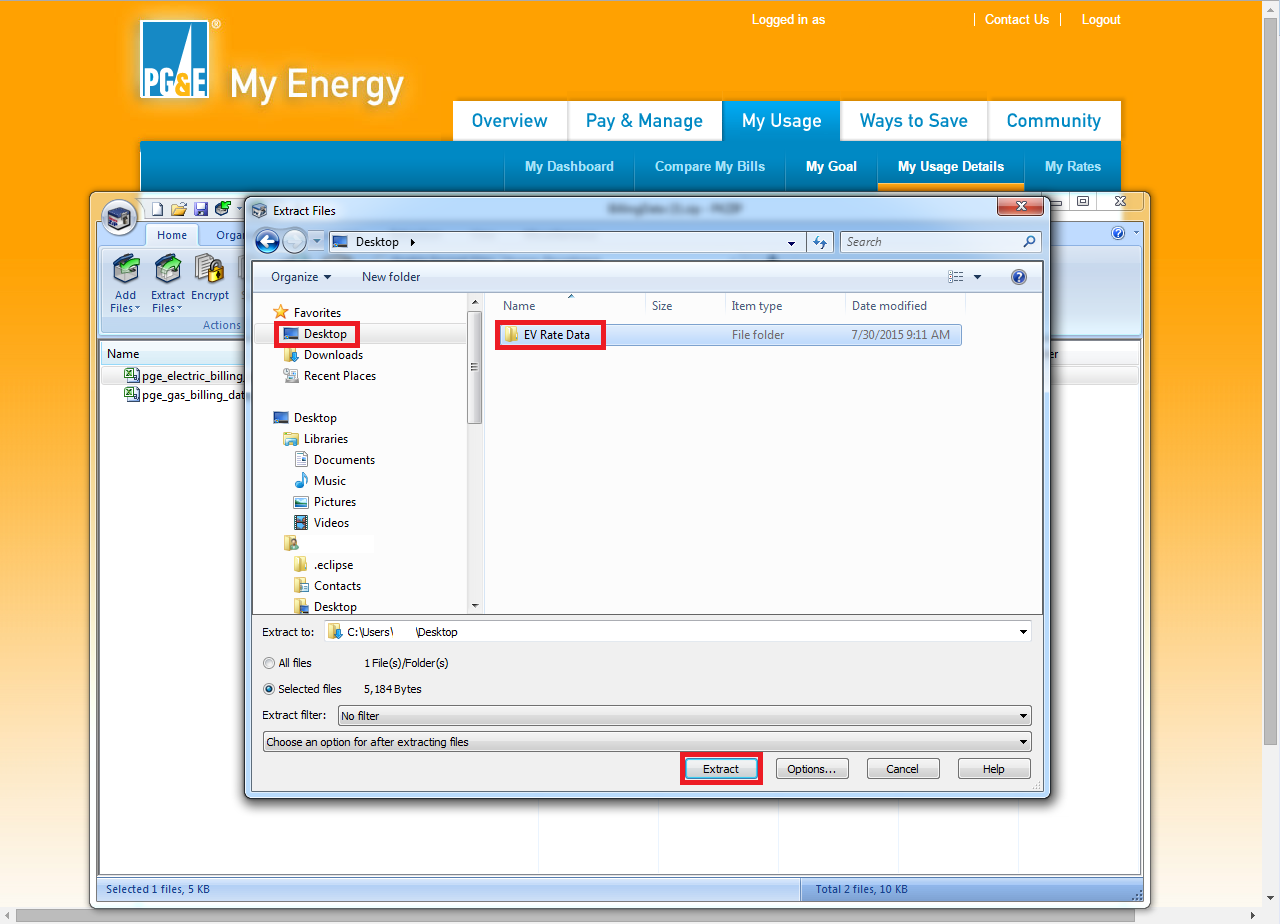 Logged in as | Contact Us | Logout
PG&E® My Energy
Overview Pay & Manage My Usage Ways to Save Community
My Dashboard Compare My Bills My Goal My Usage Details My Rates
Extract Files
Home Orga
Desktop
Search
Organize New folder
Add Files
Extract Files
Encrypt
Actions
Name
pge_electric_billing_
pge_gas_billing_dat
er
Favorites
Desktop
Downloads
Recent Places
Desktop
Libraries
Documents
Music
Pictures
Videos
.eclipse
Contacts
Desktop
Name Size Item type Date modified
EV Rate Data File folder 7/30/2015 9:11 AM
Extract to: C:\Users\ \Desktop
All files 1 File(s)/Folder(s)
Selected files 5,184 Bytes
Extract filter: No filter
Choose an option for after extracting files
Extract Options... Cancel Help
Selected 1 files, 5 KB Total 2 files, 10 KB